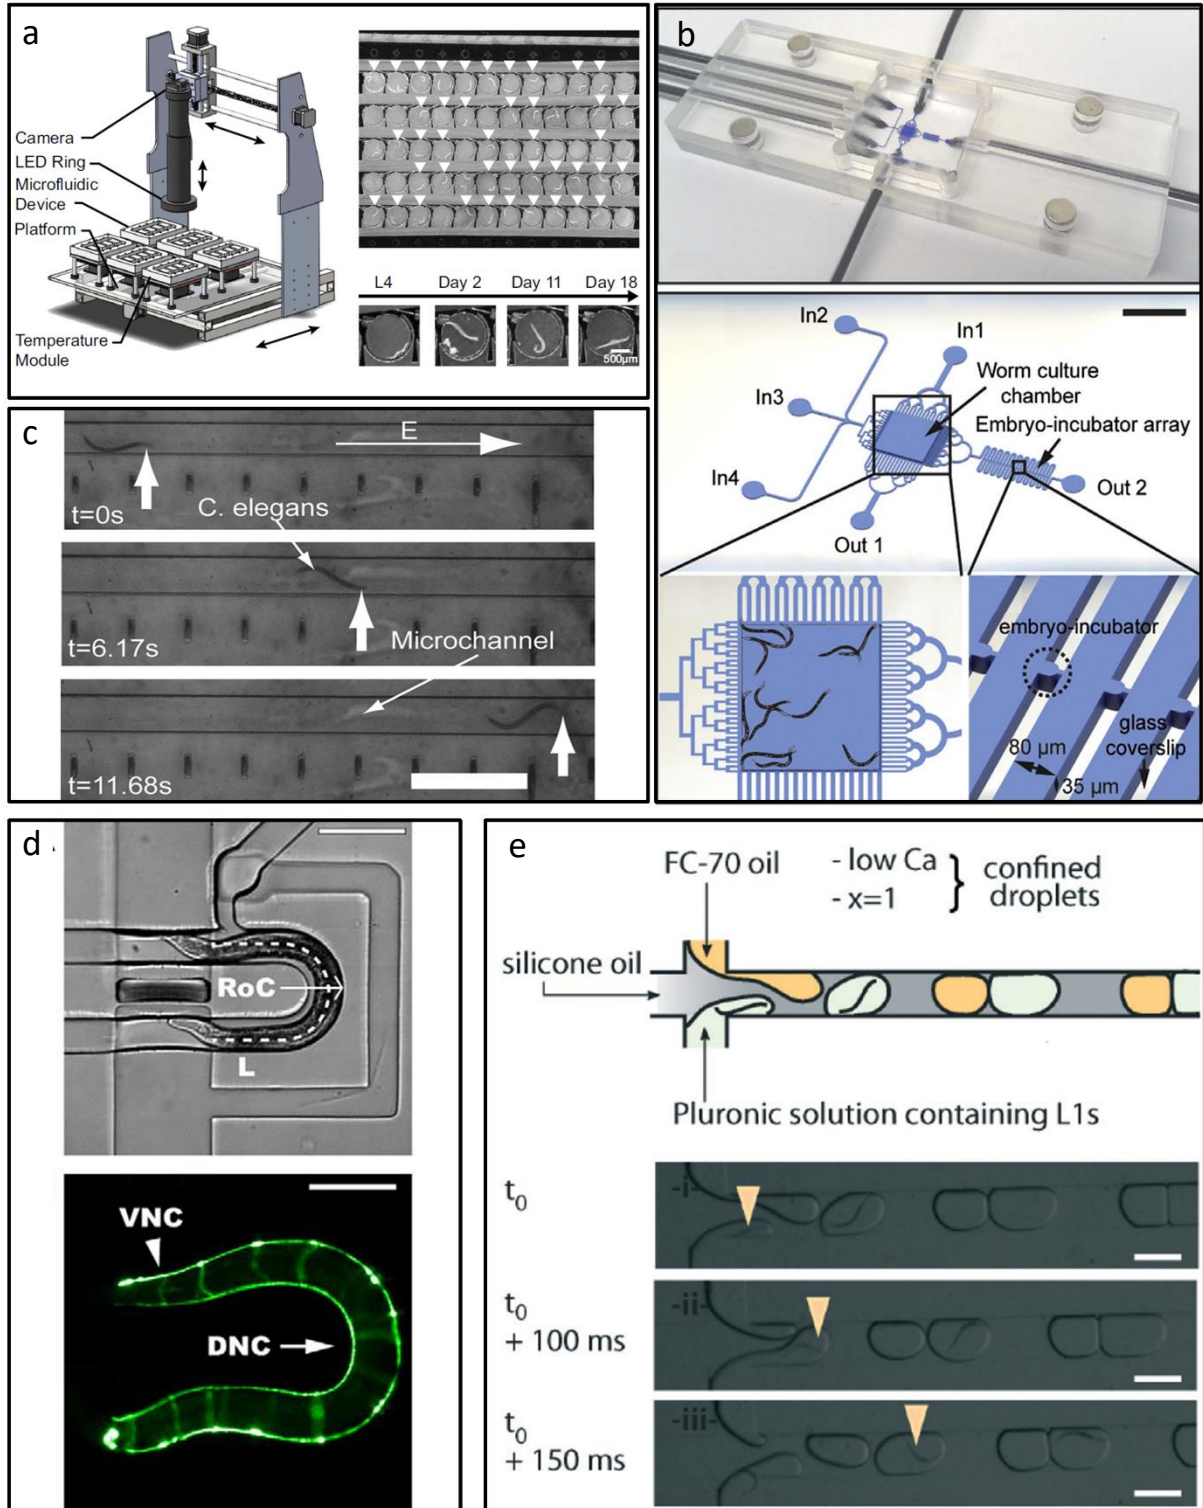 a
Camera
LED Ring
Microfluidic
Device
Platform
Temperature
Module
L4 Day 2 Day 11 Day 18
500µm
b
In2
In1
Worm culture
chamber
In3
Embryo-incubator array
In4
Out 2
Out 1
embryo-incubator
glass
coverslip
80 µm
35 µm
c
E
t=0s
C. elegans
t=6.17s
Microchannel
t=11.68s
d
RoC
L
VNC
DNC
e
FC-70 oil
- low Ca
- x=1
} confined
droplets
silicone oil
Pluronic solution containing L1s
t0
-i-
t0
+ 100 ms
-ii-
t0
+ 150 ms
-iii-